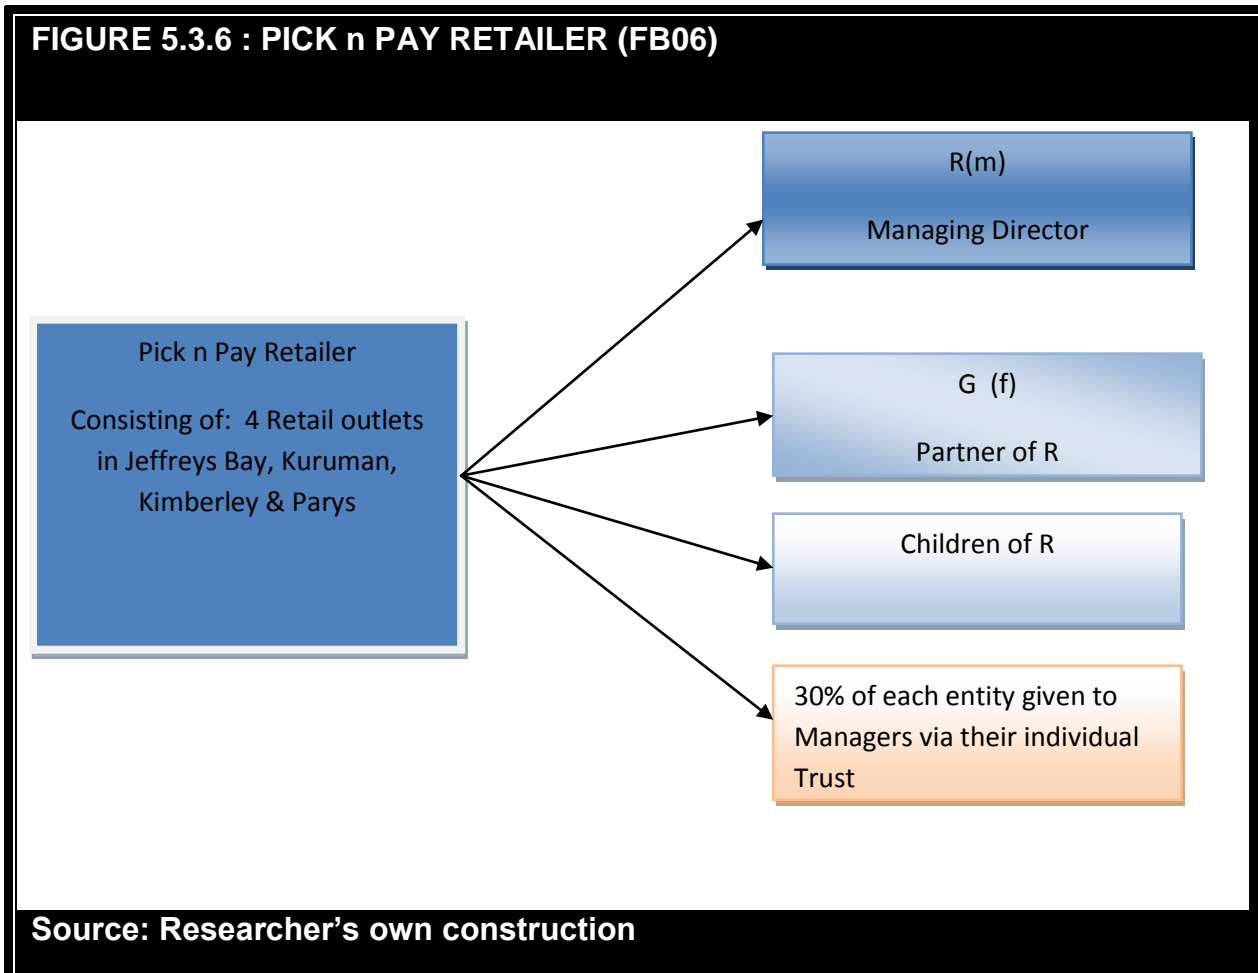 FIGURE 5.3.6 : PICK n PAY RETAILER (FB06)
R(m)
Managing Director
Pick n Pay Retailer
Consisting of: 4 Retail outlets
in Jeffreys Bay, Kuruman,
Kimberley & Parys
G (f)
Partner of R
Children of R
30% of each entity given to
Managers via their individual
Trust
Source: Researcher’s own construction